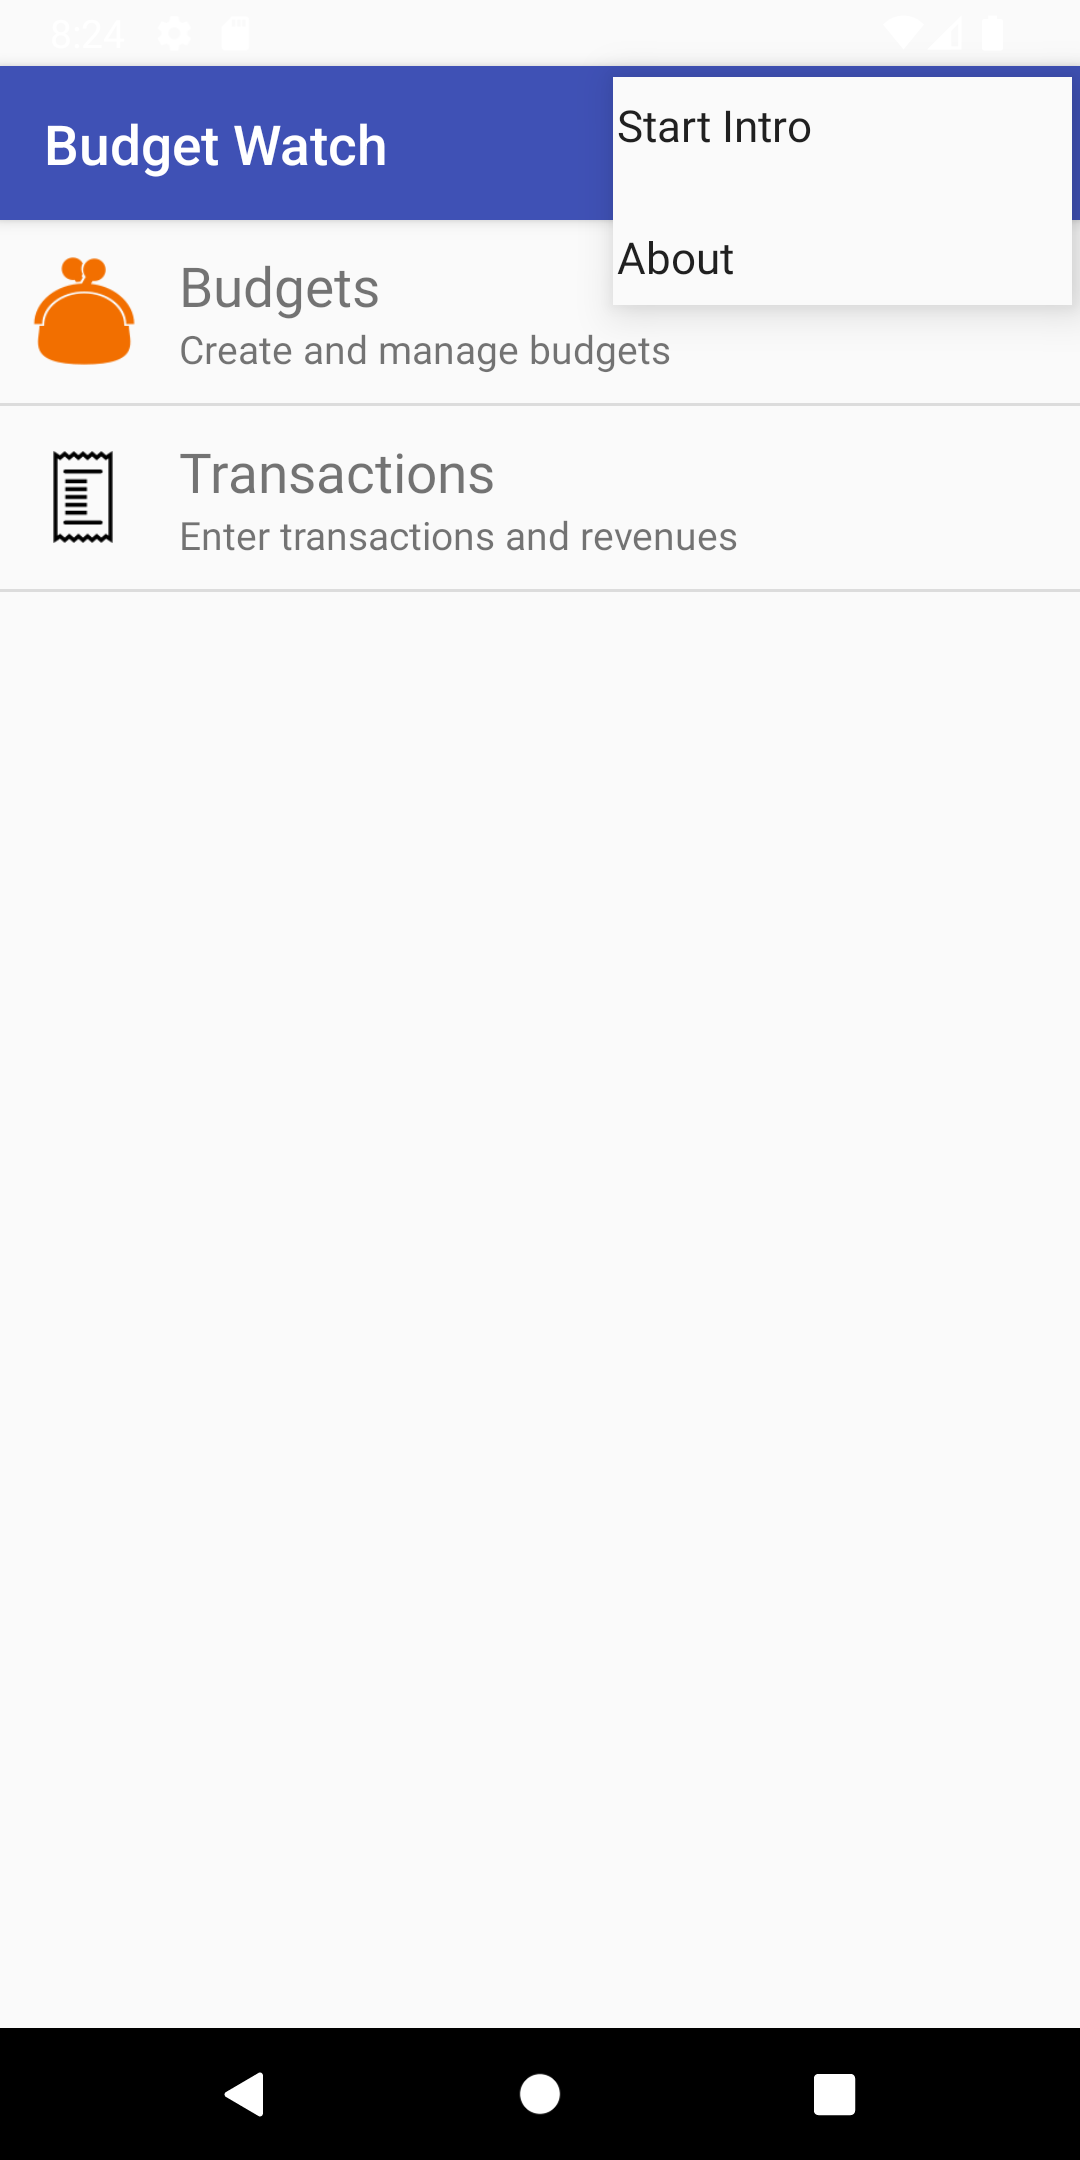 8:24
Budget Watch
Start Intro
About
Budgets
Create and manage budgets
Transactions
Enter transactions and revenues